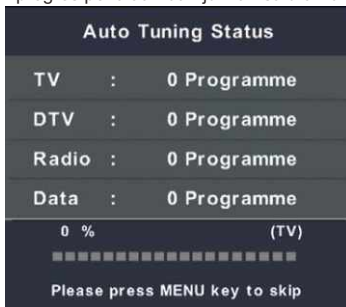 Auto Tuning Status
TV : 0 Programme
DTV : 0 Programme
Radio : 0 Programme
Data : 0 Programme
0 % (TV)
Please press MENU key to skip